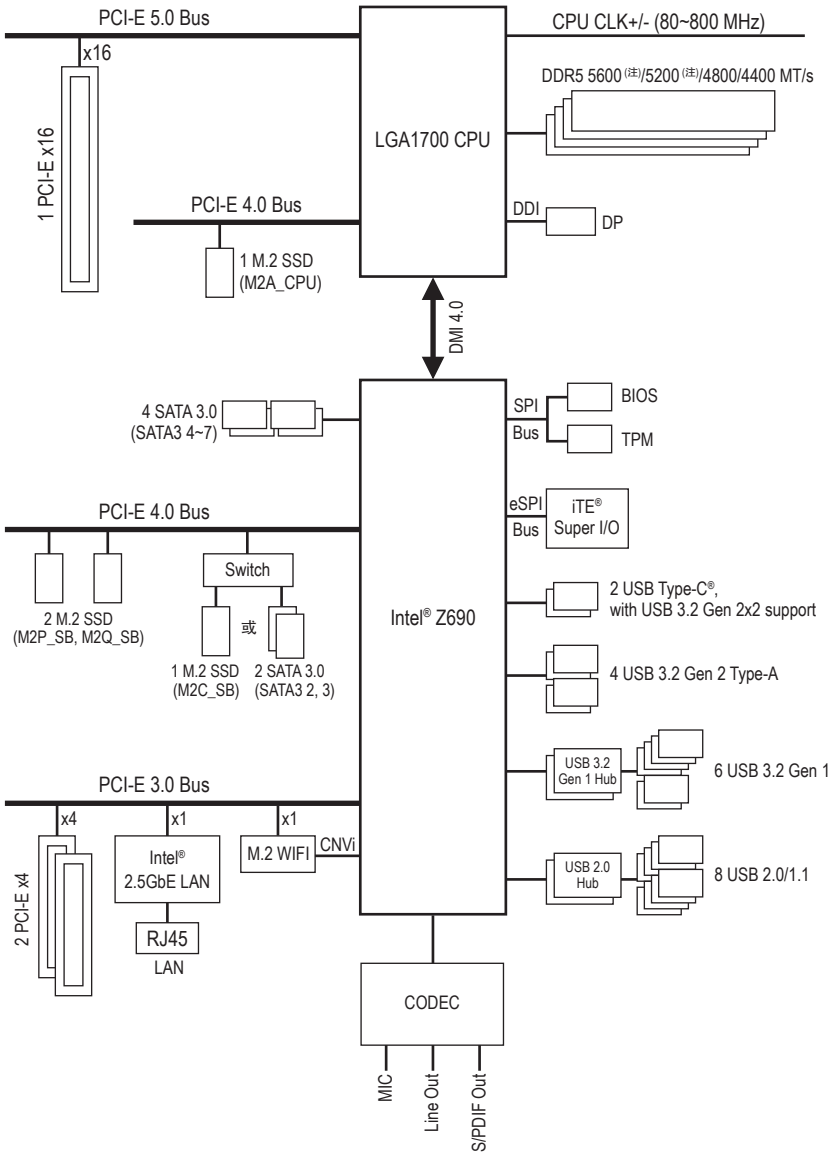 PCI-E 5.0 Bus
CPU CLK+/- (80~800 MHz)
x16
DDR5 5600 (注)/5200 (注)/4800/4400 MT/s
LGA1700 CPU
1 PCI-E x16
PCI-E 4.0 Bus
DDI
DP
1 M.2 SSD
(M2A_CPU)
DMI 4.0
4 SATA 3.0
(SATA3 4~7)
SPI
Bus
BIOS
TPM
PCI-E 4.0 Bus
eSPI
Bus
iTE®
Super I/O
Switch
2 USB Type-C®,
with USB 3.2 Gen 2x2 support
Intel® Z690
2 M.2 SSD
(M2P_SB, M2Q_SB)
或
1 M.2 SSD
(M2C_SB)
2 SATA 3.0
(SATA3 2, 3)
4 USB 3.2 Gen 2 Type-A
USB 3.2
Gen 1 Hub
6 USB 3.2 Gen 1
PCI-E 3.0 Bus
x4
x1
x1
2 PCI-E x4
Intel®
2.5GbE LAN
M.2 WIFI
CNVi
USB 2.0
Hub
8 USB 2.0/1.1
RJ45
LAN
CODEC
MIC
Line Out
S/PDIF Out